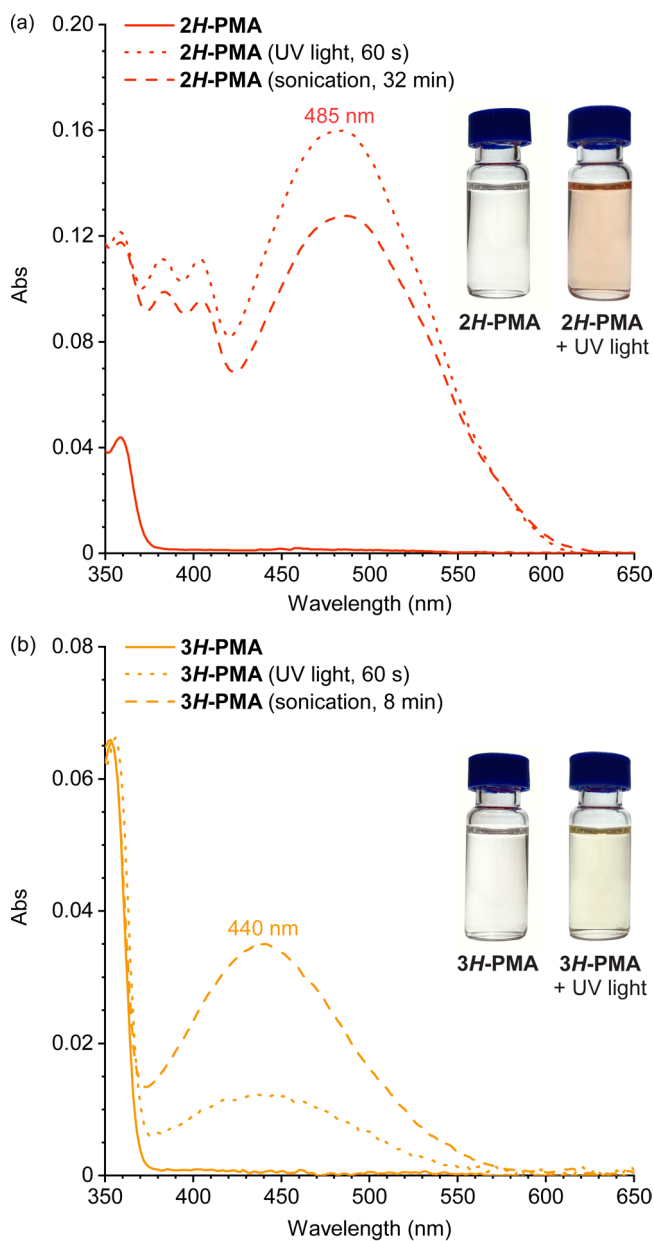 (a)
2H-PMA
2H-PMA (UV light, 60 s)
2H-PMA (sonication, 32 min)
485 nm
0.20
0.16
0.12
0.08
0.04
0
Abs
2H-PMA 2H-PMA
+ UV light
350 400 450 500 550 600 650
Wavelength (nm)
(b)
3H-PMA
3H-PMA (UV light, 60 s)
3H-PMA (sonication, 8 min)
440 nm
0.08
0.06
0.04
0.02
0
Abs
3H-PMA 3H-PMA
+ UV light
350 400 450 500 550 600 650
Wavelength (nm)